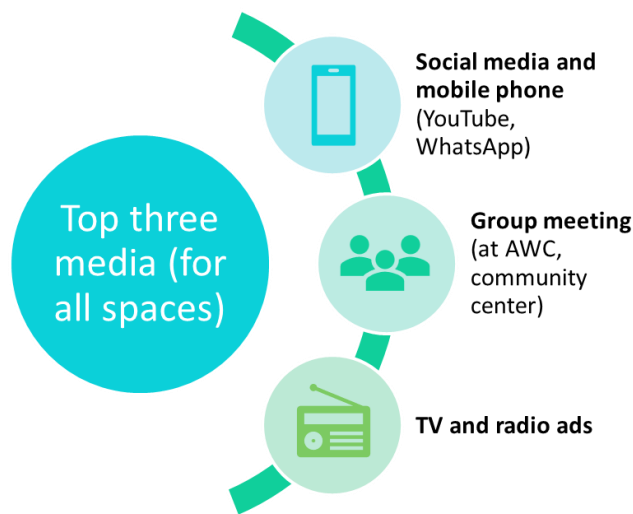 Top three
media (for
all spaces)
Social media and
mobile phone
(YouTube,
WhatsApp)
Group meeting
(at AWC,
community
center)
TV and radio ads